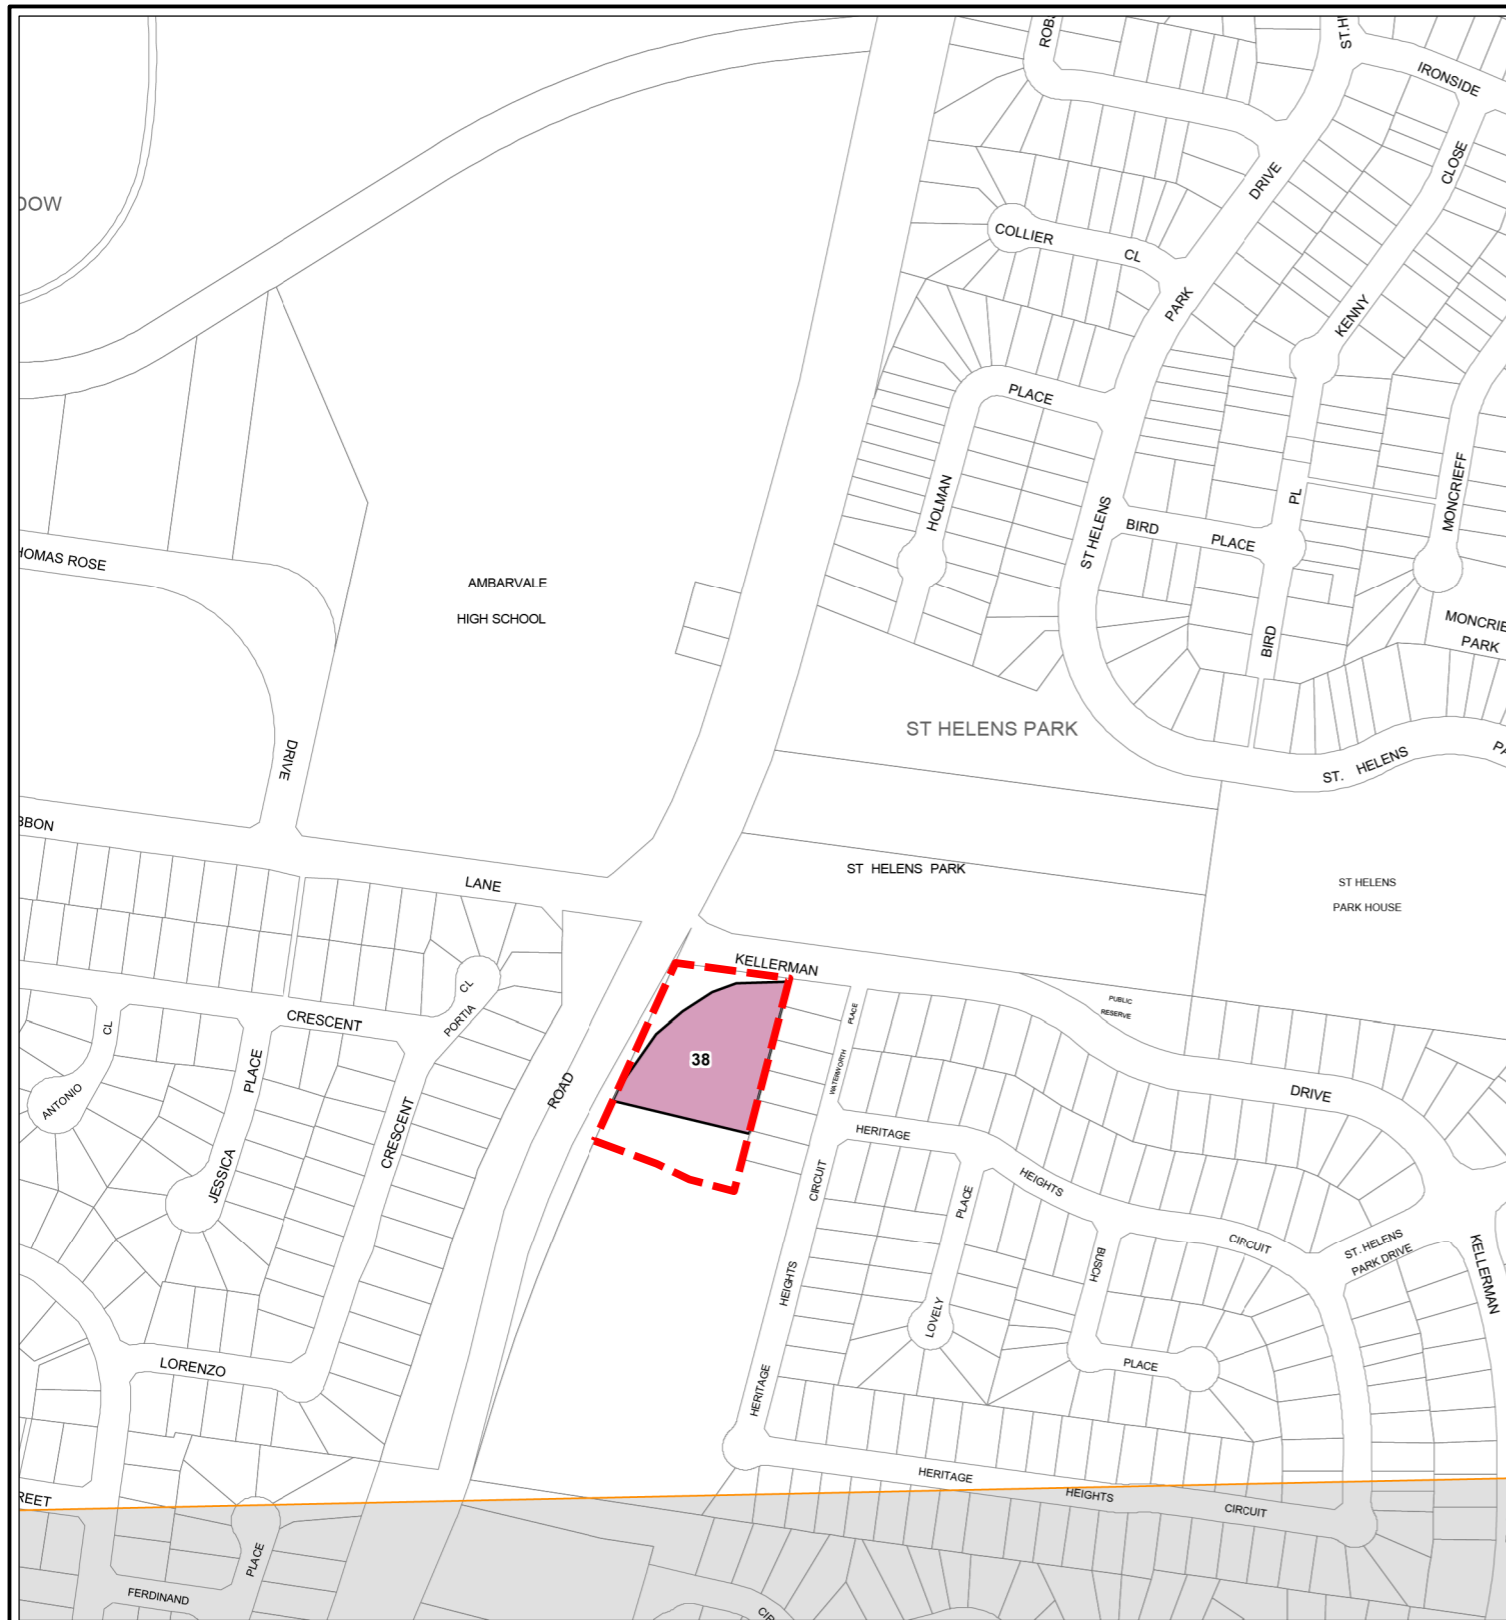 ROB
ST.H
IRONSIDE
CLOSE
DOW
DRIVE
COLLIER
CL
PARK
KENNY
PLACE
HOLMAN
ST HELENS
PL
MONCRIEFF
BIRD
PLACE
HOMAS ROSE
AMBARVALE
HIGH SCHOOL
BIRD
MONCRIE
PARK
ST HELENS PARK
DRIVE
ST. HELENS
PA
BBON
LANE
ST HELENS PARK
ST HELENS
PARK HOUSE
KELLERMAN
CL
PORTIA
PUBLIC
RESERVE
PLACE
WATERWORTH
CL
CRESCENT
PLACE
38
ANTONIO
ROAD
DRIVE
CRESCENT
HERITAGE
JESSICA
CIRCUIT
HEIGHTS
PLACE
CIRCUIT
ST. HELENS
PARK DRIVE
KELLERMAN
BUSCH
HEIGHTS
LOVELY
LORENZO
PLACE
HERITAGE
HERITAGE
HEIGHTS
CIRCUIT
REET
PLACE
FERDINAND
CIR